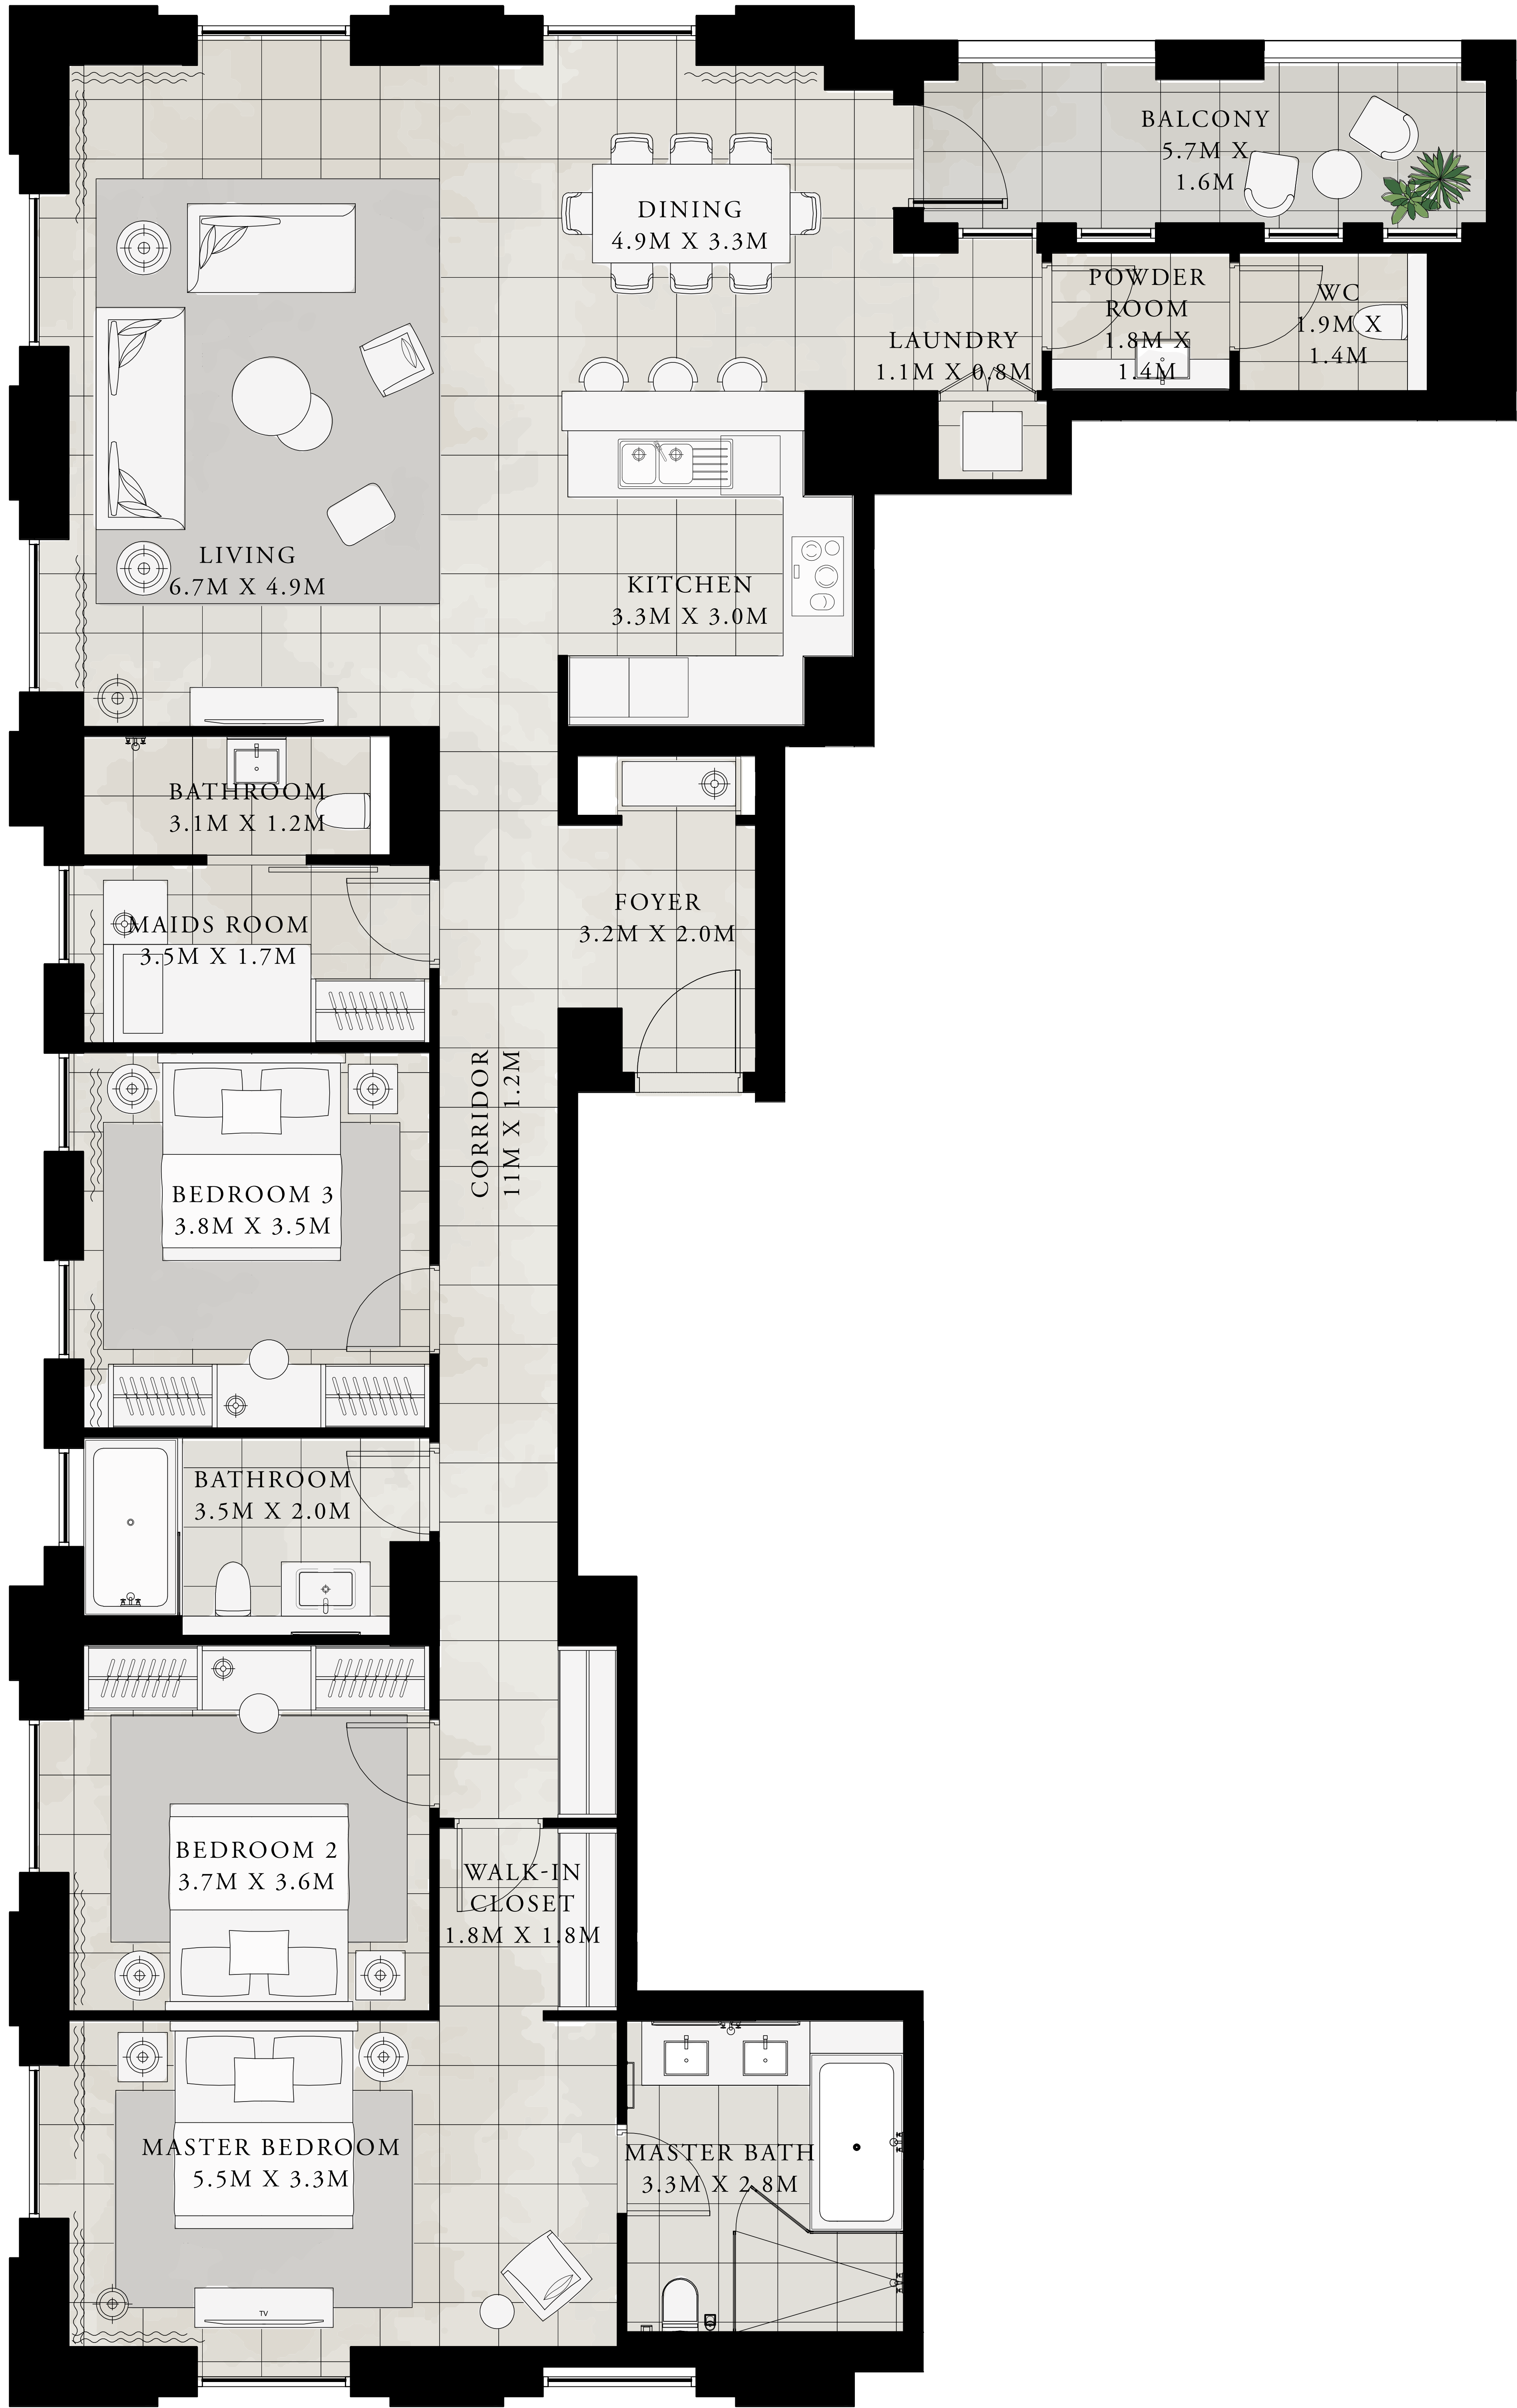 BALCONY
5.7M X
1.6M
DINING
4.9M X 3.3M
POWDER
ROOM
1.8M X
1.4M
WC
1.9M X
1.4M
LAUNDRY
1.1M X 0.8M
LIVING
6.7M X 4.9M
KITCHEN
3.3M X 3.0M
BATHROOM
3.1M X 1.2M
FOYER
3.2M X 2.0M
MAIDS ROOM
3.5M X 1.7M
CORRIDOR
11M X 1.2M
BEDROOM 3
3.8M X 3.5M
BATHROOM
3.5M X 2.0M
BEDROOM 2
3.7M X 3.6M
WALK-IN
CLOSET
1.8M X 1.8M
MASTER BEDROOM
5.5M X 3.3M
MASTER BATH
3.3M X 2.8M
TV